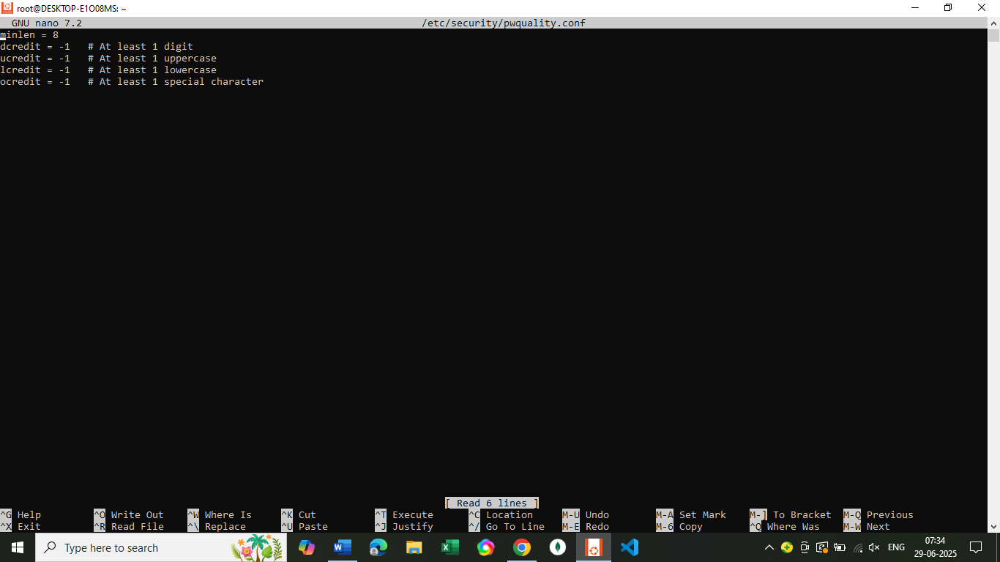 root@DESKTOP-E1O08MS: ~
GNU nano 7.2 /etc/security/pwquality.conf
minlen = 8
dcredit = -1 # At least 1 digit
ucredit = -1 # At least 1 uppercase
lcredit = -1 # At least 1 lowercase
ocredit = -1 # At least 1 special character
[ Read 6 lines ]
^G Help ^O Write Out ^W Where Is ^K Cut ^T Execute ^C Location M-U Undo M-A Set Mark M-] To Bracket M-Q Previous
^X Exit ^R Read File ^\ Replace ^U Paste ^J Justify ^/ Go To Line M-E Redo M-6 Copy ^Q Where Was M-W Next
Type here to search
ENG
07:34
29-06-2025